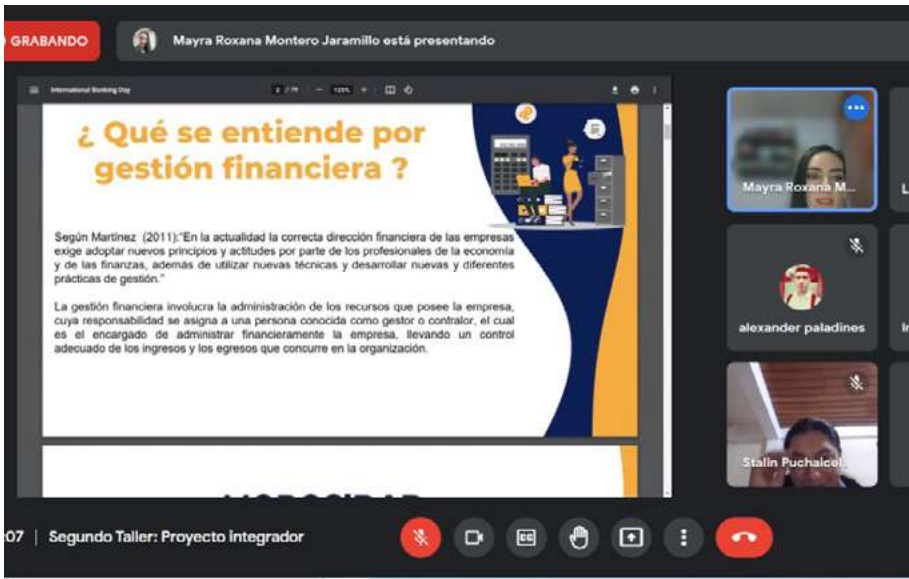 GRABANDO
Mayra Roxana Montero Jaramillo está presentando
International Banking Day
2 / 19 — 125% +
¿ Qué se entiende por
gestión financiera ?
Según Martínez (2011):"En la actualidad la correcta dirección financiera de las empresas
exige adoptar nuevos principios y actitudes por parte de los profesionales de la economía
y de las finanzas, además de utilizar nuevas técnicas y desarrollar nuevas y diferentes
prácticas de gestión."
La gestión financiera involucra la administración de los recursos que posee la empresa,
cuya responsabilidad se asigna a una persona conocida como gestor o contralor, el cual
es el encargado de administrar financieramente la empresa, llevando un control
adecuado de los ingresos y los egresos que concurre en la organización.
Mayra Roxana M...
L
alexander paladines
Stalin Puchaicel...
:07 | Segundo Taller: Proyecto integrador